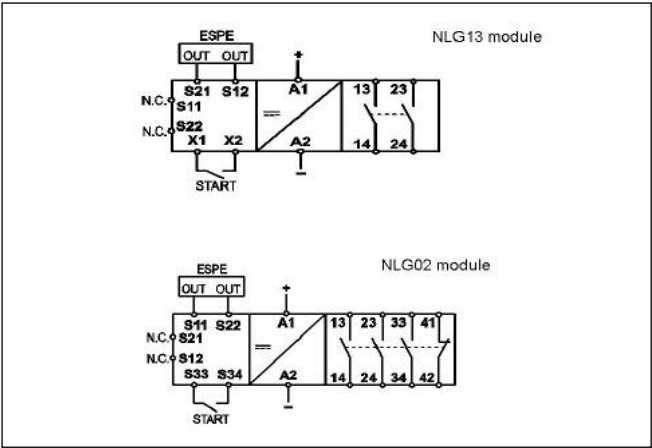 NLG13 module
ESPE
OUT OUT
+
S21 S12 A1 13 23
N.C. S11
N.C. S22
X1 X2 A2 14 24
−
START
NLG02 module
ESPE
OUT OUT
+
S11 S22 A1 13 23 33 41
N.C. S21
N.C. S12
S33 S34 A2 14 24 34 42
−
START